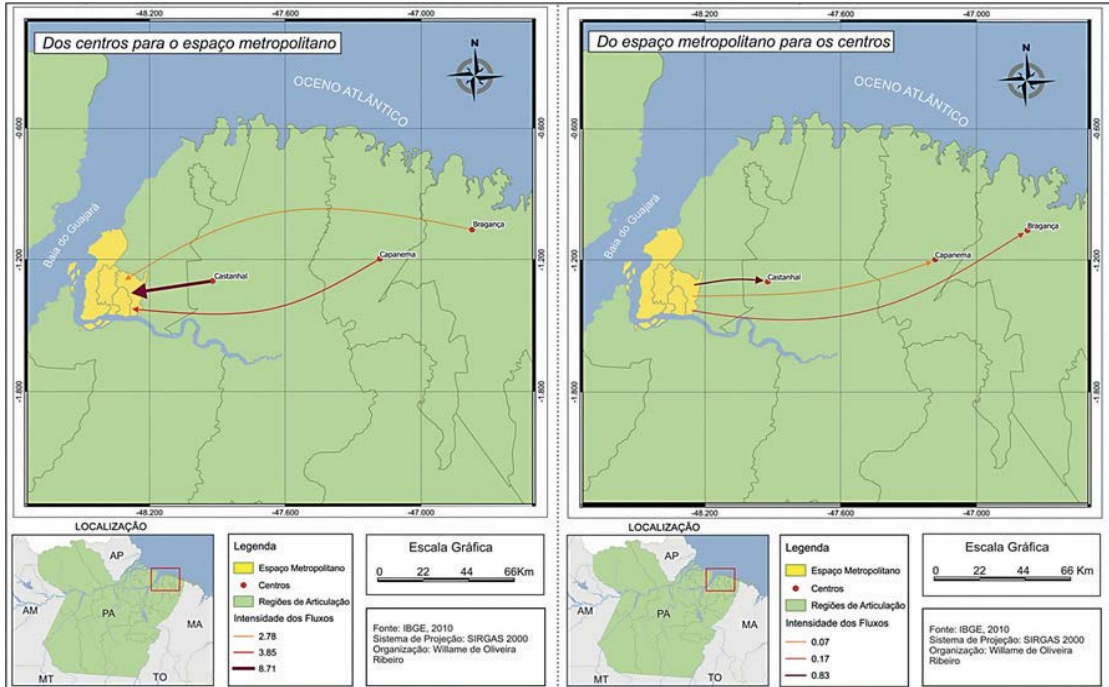 Dos centros para o espaço metropolitano
-48.200
-47.600
-47.000
N
OCENO ATLÂNTICO
-0.600
-0.600
Baia do Guajará
Bragança
-1.200
-1.200
Capanema
Castanhal
-1.800
-1.800
-48.200
-47.600
-47.000
LOCALIZAÇÃO
AP
AM
PA
MA
MT
TO
Legenda
Espaço Metropolitano
Centros
Regiões de Articulação
Intensidade dos Fluxos
2.78
3.85
8.71
Escala Gráfica
0 22 44 66 Km
Fonte: IBGE, 2010
Sistema de Projeção: SIRGAS 2000
Organização: Willame de Oliveira
Ribeiro
Do espaço metropolitano para os centros
-48.200
-47.600
-47.000
N
OCENO ATLÂNTICO
-0.600
-0.600
Baia do Guajará
Bragança
-1.200
-1.200
Capanema
Castanhal
-1.800
-1.800
-48.200
-47.600
-47.000
LOCALIZAÇÃO
AP
AM
PA
MA
MT
TO
Legenda
Espaço Metropolitano
Centros
Regiões de Articulação
Intensidade dos Fluxos
0.07
0.17
0.83
Escala Gráfica
0 22 44 66 Km
Fonte: IBGE, 2010
Sistema de Projeção: SIRGAS 2000
Organização: Willame de Oliveira
Ribeiro